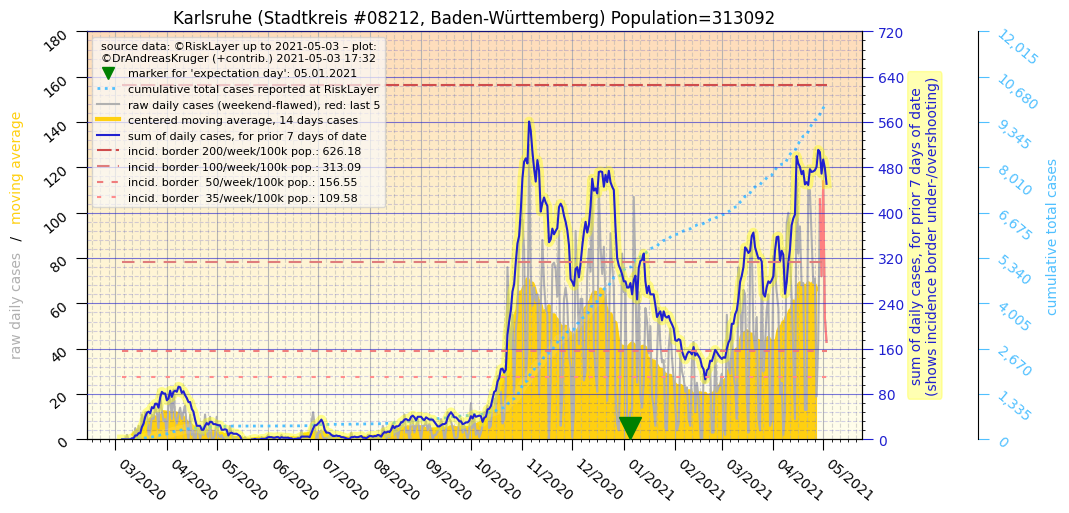 Karlsruhe (Stadtkreis #08212, Baden-Württemberg) Population=313092
source data: ©RiskLayer up to 2021-05-03 – plot:
©DrAndreasKruger (+contrib.) 2021-05-03 17:32
marker for 'expectation day': 05.01.2021
cumulative total cases reported at RiskLayer
raw daily cases (weekend-flawed), red: last 5
centered moving average, 14 days cases
sum of daily cases, for prior 7 days of date
incid. border 200/week/100k pop.: 626.18
incid. border 100/week/100k pop.: 313.09
incid. border  50/week/100k pop.: 156.55
incid. border  35/week/100k pop.: 109.58
raw daily cases / moving average
180
160
140
120
100
80
60
40
20
0
03/2020
04/2020
05/2020
06/2020
07/2020
08/2020
09/2020
10/2020
11/2020
12/2020
01/2021
02/2021
03/2021
04/2021
05/2021
720
640
560
480
400
320
240
160
80
0
sum of daily cases, for prior 7 days of date
(shows incidence border under-/overshooting)
12,015
10,680
9,345
8,010
6,675
5,340
4,005
2,670
1,335
0
cumulative total cases